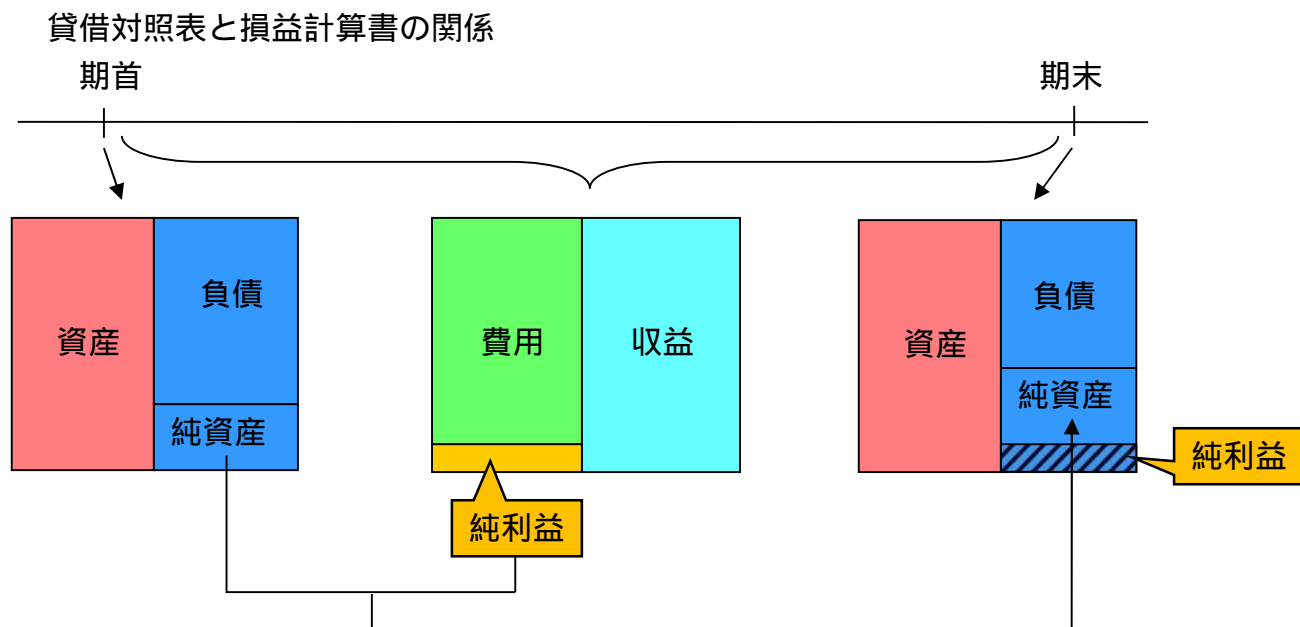 貸借対照表と損益計算書の関係
期首
期末
資産
負債
純資産
費用
収益
純利益
資産
負債
純資産
純利益